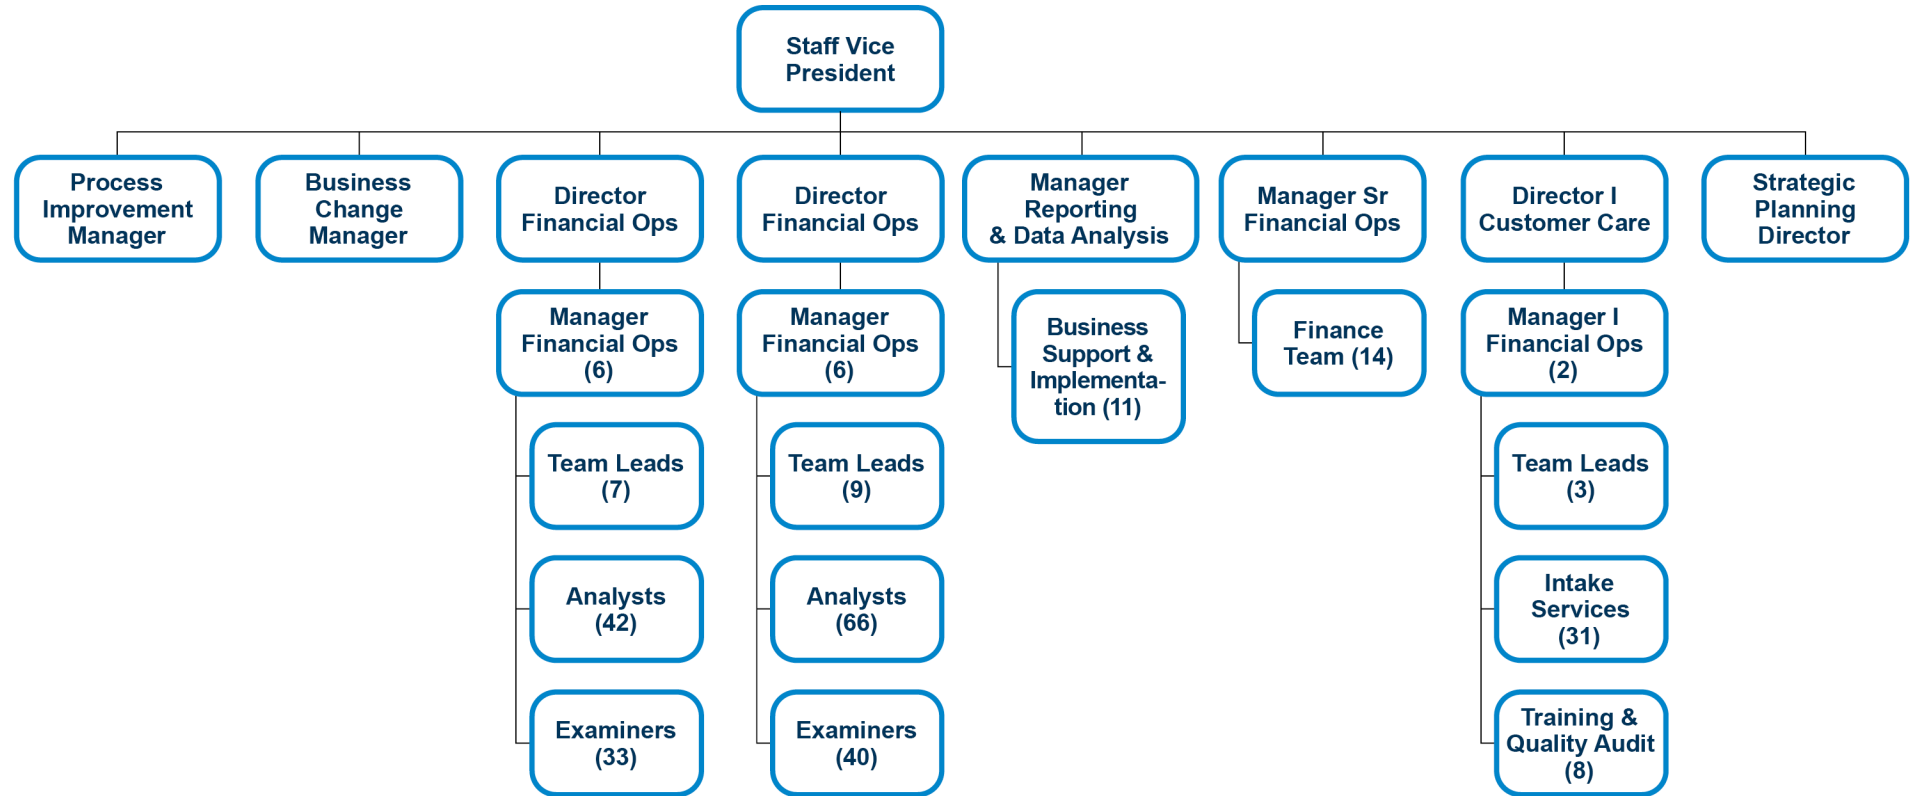 Staff Vice
President
Process
Improvement
Manager
Business
Change
Manager
Director
Financial Ops
Director
Financial Ops
Manager
Reporting
& Data Analysis
Manager Sr
Financial Ops
Director I
Customer Care
Strategic
Planning
Director
Manager
Financial Ops
(6)
Manager
Financial Ops
(6)
Business
Support &
Implementa-
tion (11)
Finance
Team (14)
Manager I
Financial Ops
(2)
Team Leads
(7)
Team Leads
(9)
Team Leads
(3)
Analysts
(42)
Analysts
(66)
Intake
Services
(31)
Examiners
(33)
Examiners
(40)
Training &
Quality Audit
(8)